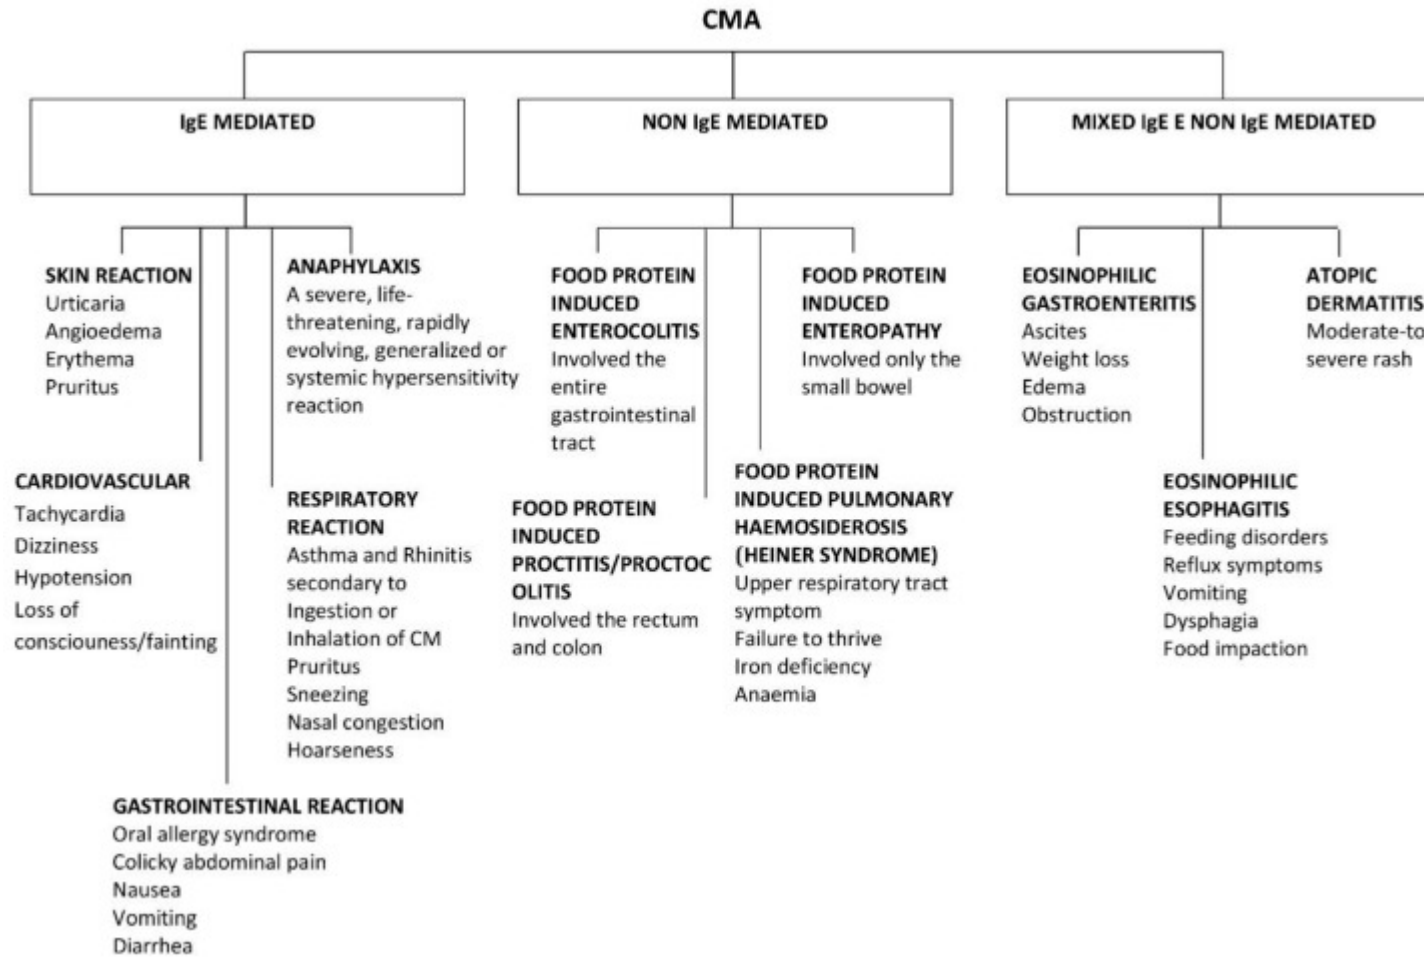 CMA
IgE MEDIATED
NON IgE MEDIATED
MIXED IgE E NON IgE MEDIATED
SKIN REACTION
Urticaria
Angioedema
Erythema
Pruritus
ANAPHYLAXIS
A severe, life-
threatening, rapidly
evolving, generalized or
systemic hypersensitivity
reaction
FOOD PROTEIN
INDUCED
ENTEROCOLITIS
Involved the
entire
gastrointestinal
tract
FOOD PROTEIN
INDUCED
ENTEROPATHY
Involved only the
small bowel
EOSINOPHILIC
GASTROENTERITIS
Ascites
Weight loss
Edema
Obstruction
ATOPIC
DERMATITIS
Moderate-to
severe rash
CARDIOVASCULAR
Tachycardia
Dizziness
Hypotension
Loss of
consciouness/fainting
RESPIRATORY
REACTION
Asthma and Rhinitis
secondary to
Ingestion or
Inhalation of CM
Pruritus
Sneezing
Nasal congestion
Hoarseness
FOOD PROTEIN
INDUCED
PROCTITIS/PROCTOC
OLITIS
Involved the rectum
and colon
FOOD PROTEIN
INDUCED PULMONARY
HAEMOSIDEROSIS
(HEINER SYNDROME)
Upper respiratory tract
symptom
Failure to thrive
Iron deficiency
Anaemia
EOSINOPHILIC
ESOPHAGITIS
Feeding disorders
Reflux symptoms
Vomiting
Dysphagia
Food impaction
GASTROINTESTINAL REACTION
Oral allergy syndrome
Colicky abdominal pain
Nausea
Vomiting
Diarrhea